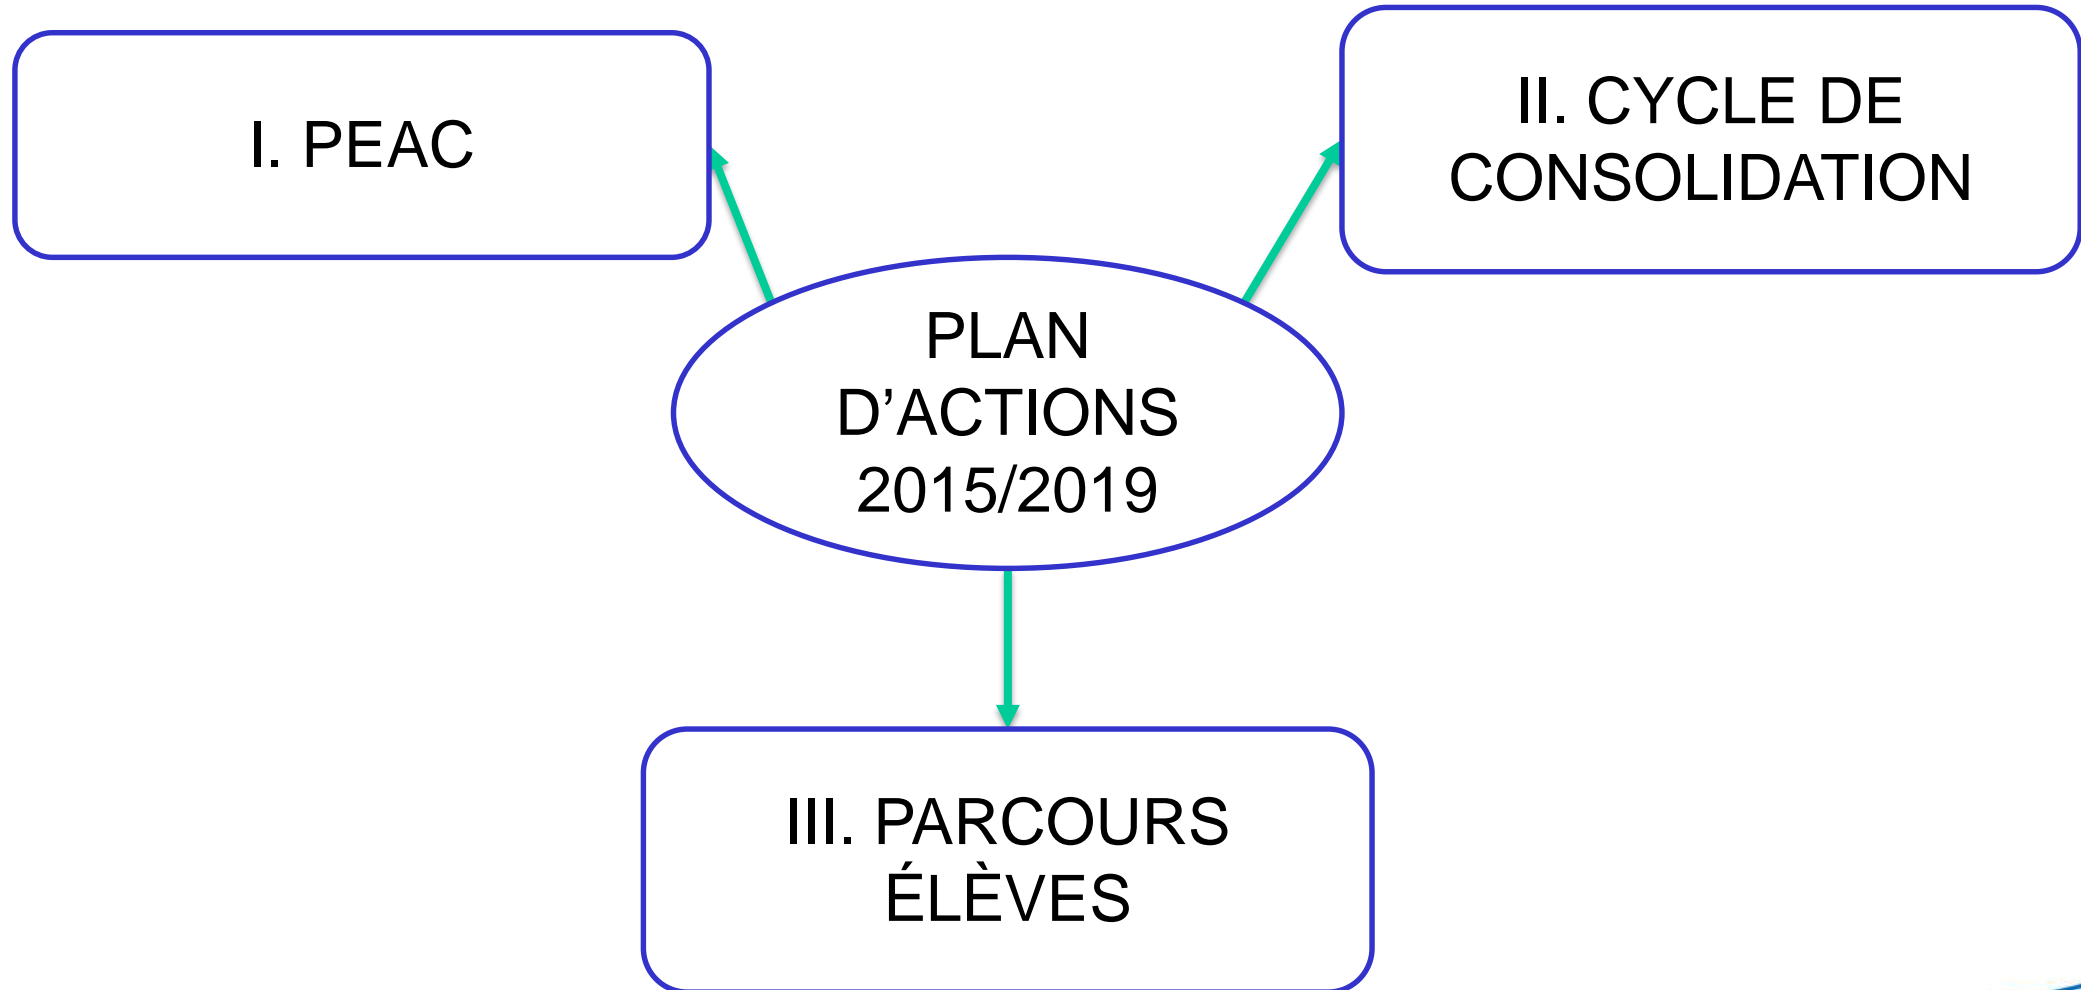 I. PEAC
II. CYCLE DE
CONSOLIDATION
PLAN
D’ACTIONS
2015/2019
III. PARCOURS
ÉLÈVES